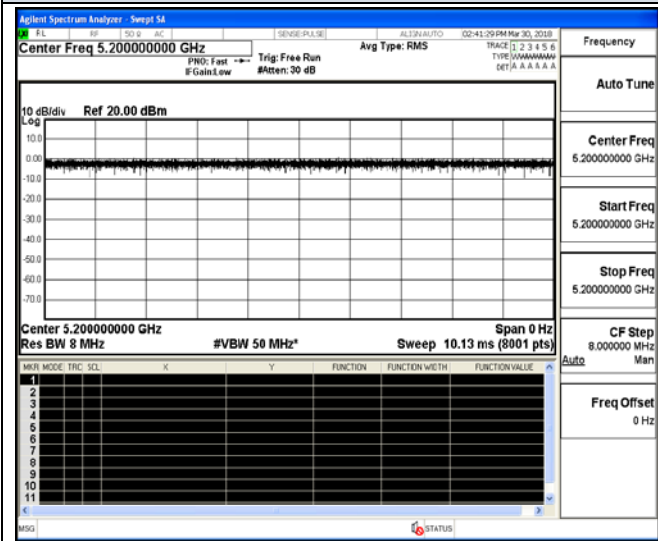 Agilent Spectrum Analyzer - Swept SA
RL RF 50 Ω AC SENSE:PULSE ALIGNAUTO 02:41:29 PM Mar 30, 2018
Center Freq 5.200000000 GHz
PNO: Fast
IFGain:Low
Trig: Free Run
#Atten: 30 dB
Avg Type: RMS
TRACE 1 2 3 4 5 6
TYPE
DET A A A A A A
10 dB/div Ref 20.00 dBm
Log
10.0
0.00
-10.0
-20.0
-30.0
-40.0
-50.0
-60.0
-70.0
Center 5.200000000 GHz Span 0 Hz
Res BW 8 MHz #VBW 50 MHz* Sweep 10.13 ms (8001 pts)
MKR MODE TRC SCL X Y FUNCTION FUNCTION WIDTH FUNCTION VALUE
1
2
3
4
5
6
7
8
9
10
11
MSG STATUS
Frequency
Auto Tune
Center Freq
5.200000000 GHz
Start Freq
5.200000000 GHz
Stop Freq
5.200000000 GHz
CF Step
8.000000 MHz
Auto Man
Freq Offset
0 Hz